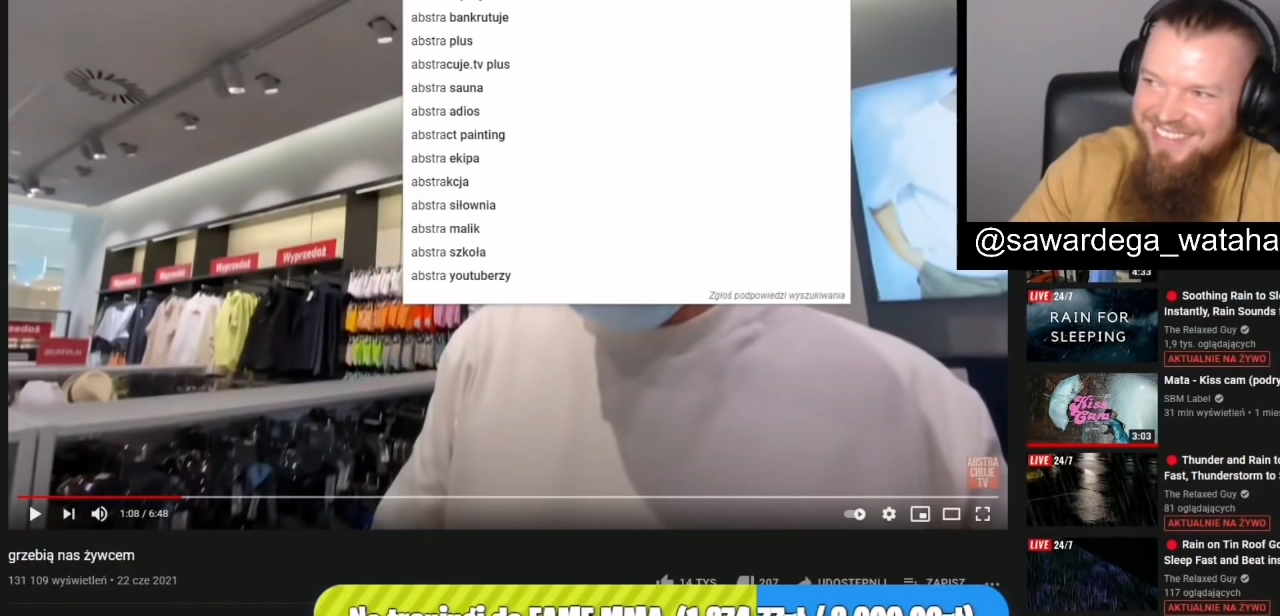 abstra bankrutuje
abstra plus
abstracuje.tv plus
abstra sauna
abstra adios
abstract painting
abstra ekipa
abstrakcja
abstra siłownia
abstra malik
abstra szkoła
abstra youtuberzy
Zgłoś podpowiedzi wyszukiwania
@sawardega_wataha
Wyprzedaż
Wyprzedaż
Wyprzedaż
Wyprzedaż
ABSTRA
CHUJE
TV
1:08 / 6:48
grzebią nas żywcem
131 109 wyświetleń • 22 cze 2021
14 TYS.
207
UDOSTĘPNIJ
ZAPISZ
4:33
LIVE 24/7
RAIN FOR
SLEEPING
Soothing Rain to
Instantly, Rain Sounds
The Relaxed Guy
1,9 tys. oglądających
AKTUALNIE NA ŻYWO
Kiss
Cam
3:03
Mata - Kiss cam
SBM Label
31 mln wyświetleń • 1
LIVE 24/7
Thunder and Rain to
Fast, Thunderstorm to
The Relaxed Guy
81 oglądających
AKTUALNIE NA ŻYWO
LIVE 24/7
Rain on Tin Roof
Sleep Fast and Beat
The Relaxed Guy
117 oglądających
AKTUALNIE NA ŻYWO
FAME MMA